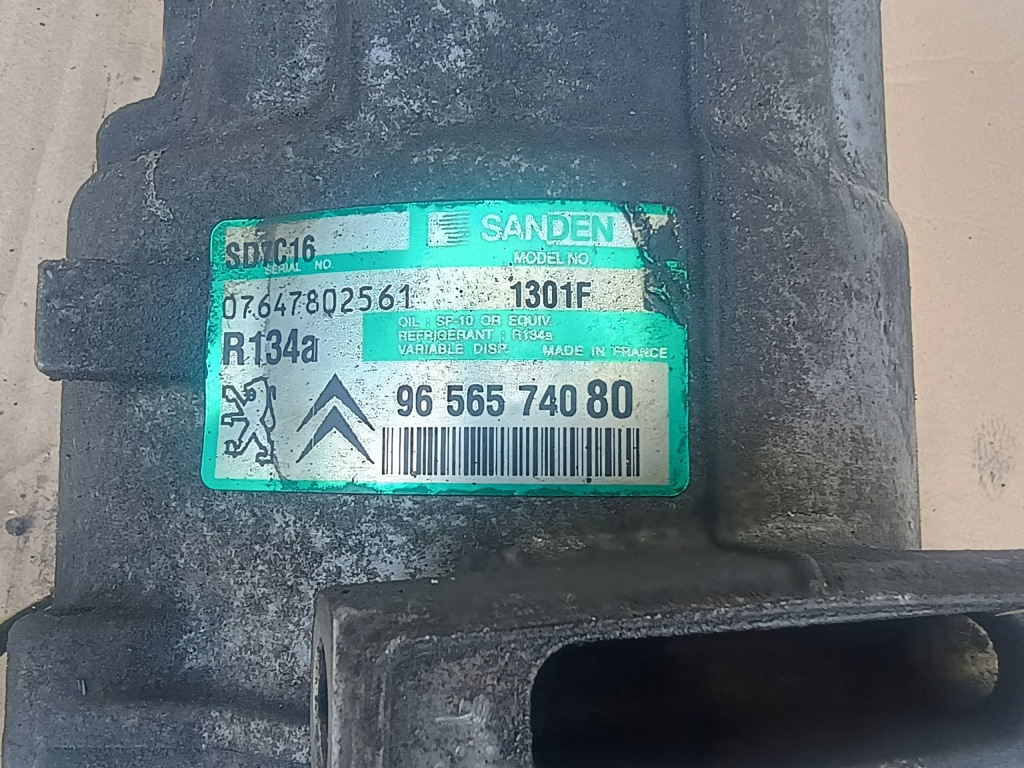 SANDEN
SD7C16
SERIAL NO.
MODEL NO.
07647802561
1301F
R134a
OIL : SP-10 OR EQUIV.
REFRIGERANT : R134a
VARIABLE DISP. MADE IN FRANCE
96 565 740 80